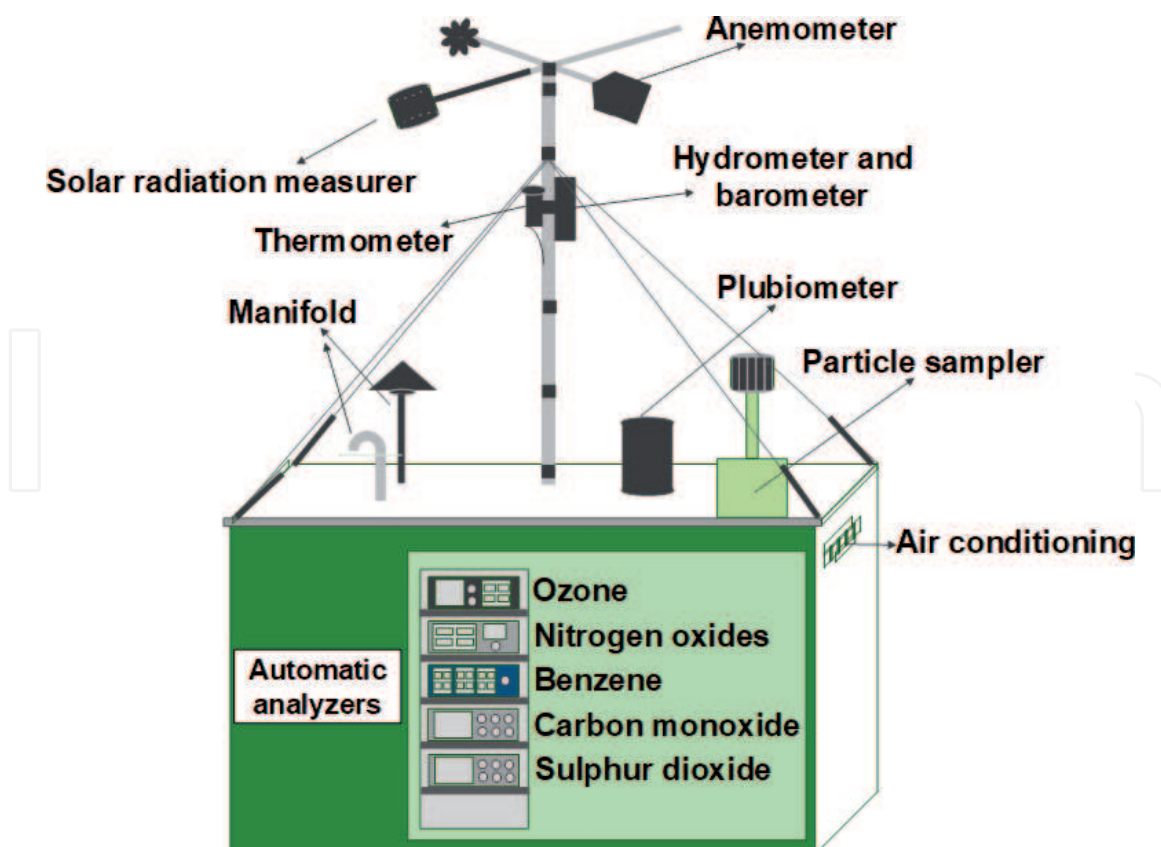 Anemometer
Solar radiation measurer
Hydrometer and
barometer
Thermometer
Plubiometer
Manifold
Particle sampler
Air conditioning
Automatic
analyzers
Ozone
Nitrogen oxides
Benzene
Carbon monoxide
Sulphur dioxide